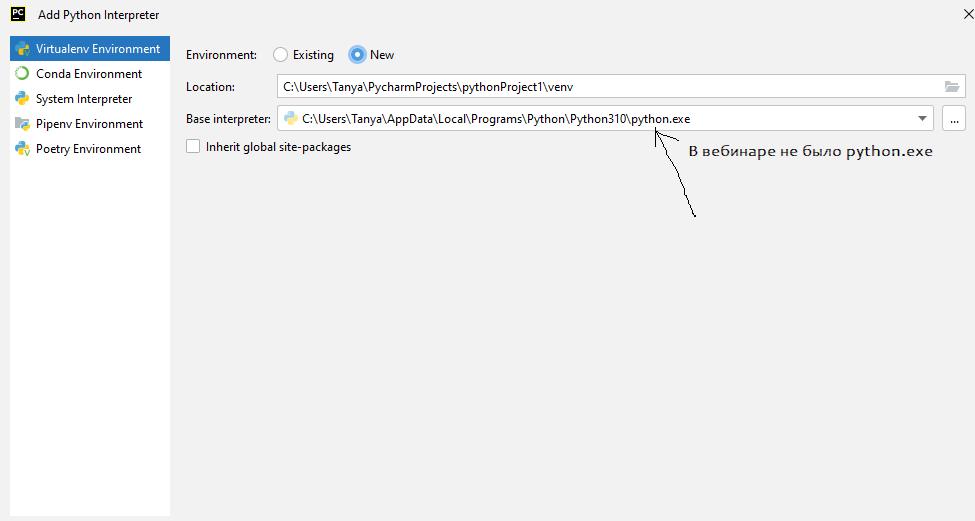 PC Add Python Interpreter
Virtualenv Environment
Conda Environment
System Interpreter
Pipenv Environment
Poetry Environment
Environment: Existing New
Location: C:\Users\Tanya\PycharmProjects\pythonProject1\venv
Base interpreter: C:\Users\Tanya\AppData\Local\Programs\Python\Python310\python.exe ...
Inherit global site-packages
В вебинаре не было python.exe